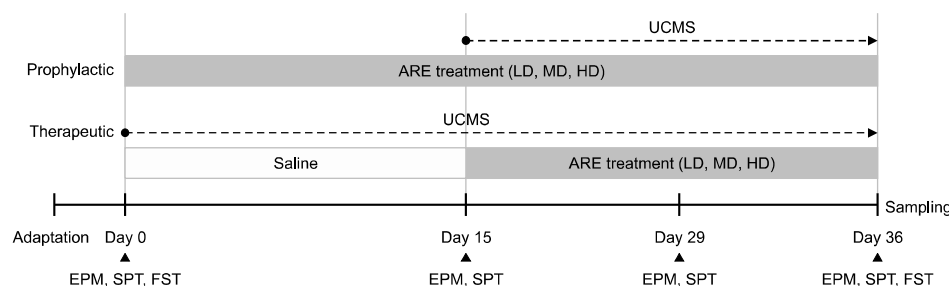 UCMS
Prophylactic ARE treatment (LD, MD, HD)
UCMS
Therapeutic
Saline ARE treatment (LD, MD, HD)
Sampling
Adaptation Day 0 Day 15 Day 29 Day 36
EPM, SPT, FST EPM, SPT EPM, SPT EPM, SPT, FST